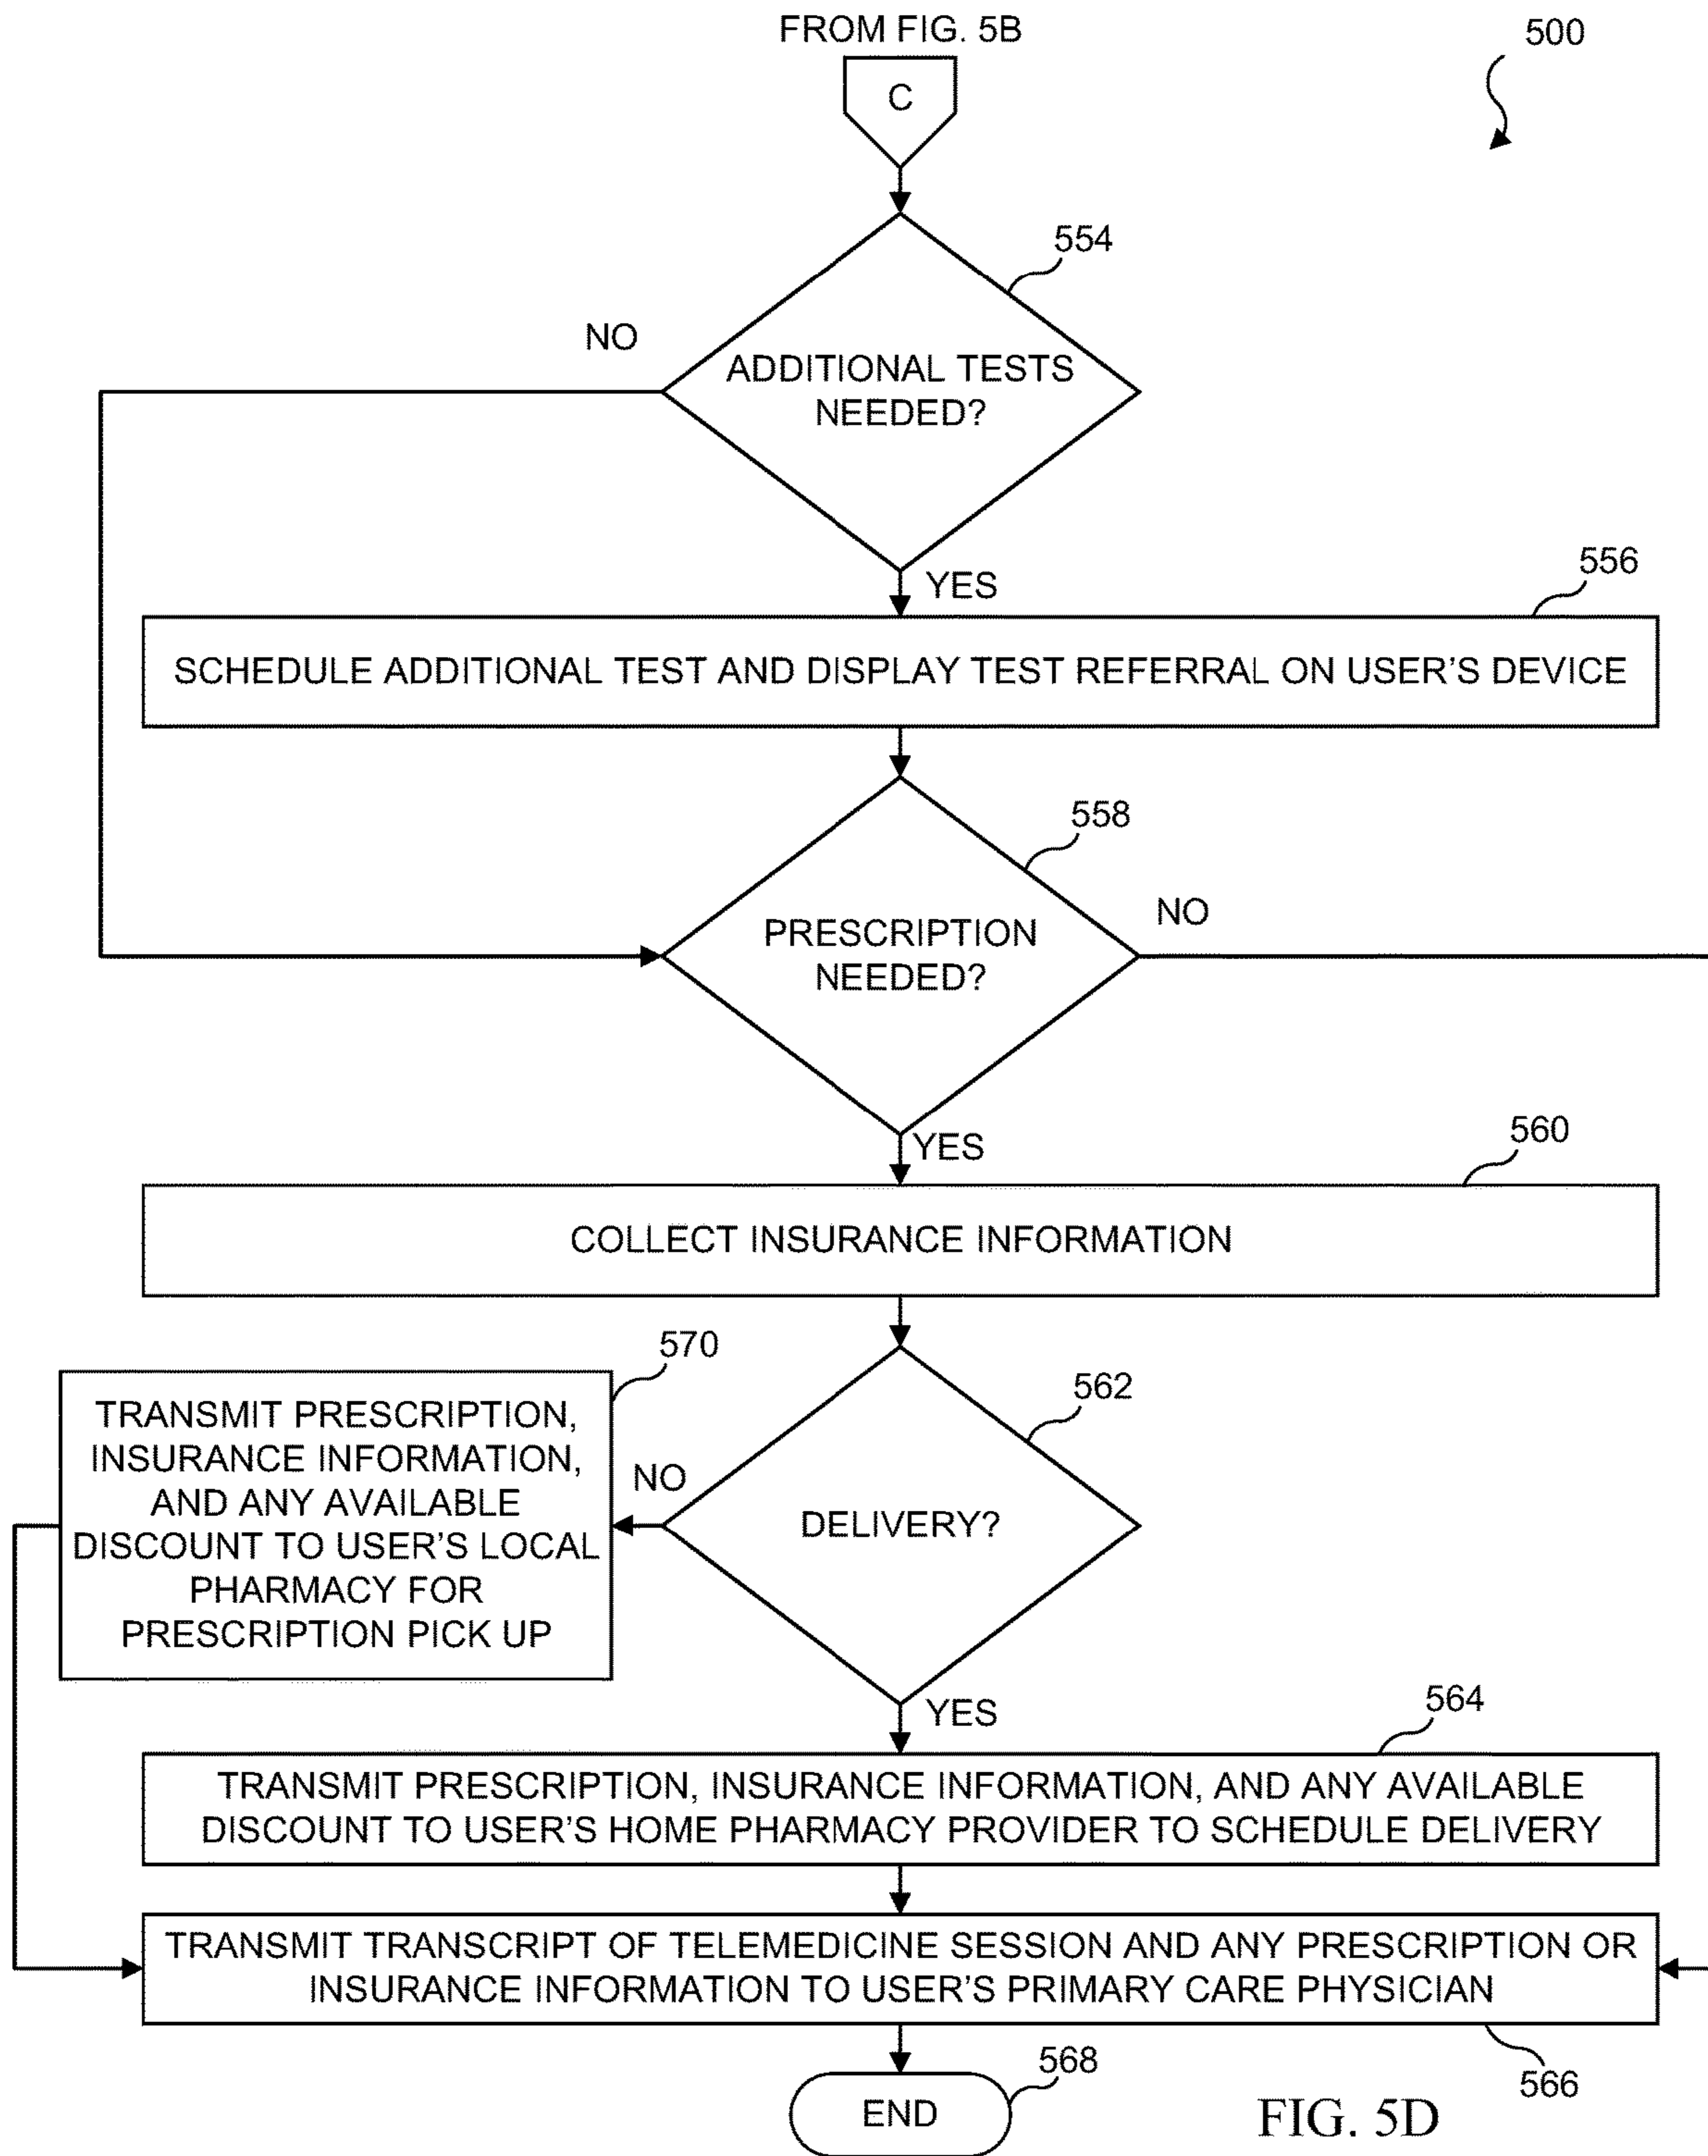 FROM FIG. 5B
500
C
554
NO
ADDITIONAL TESTS
NEEDED?
YES
556
SCHEDULE ADDITIONAL TEST AND DISPLAY TEST REFERRAL ON USER'S DEVICE
558
NO
PRESCRIPTION
NEEDED?
YES
560
COLLECT INSURANCE INFORMATION
570
TRANSMIT PRESCRIPTION,
INSURANCE INFORMATION,
AND ANY AVAILABLE
DISCOUNT TO USER'S LOCAL
PHARMACY FOR
PRESCRIPTION PICK UP
562
NO
DELIVERY?
YES
564
TRANSMIT PRESCRIPTION, INSURANCE INFORMATION, AND ANY AVAILABLE
DISCOUNT TO USER'S HOME PHARMACY PROVIDER TO SCHEDULE DELIVERY
TRANSMIT TRANSCRIPT OF TELEMEDICINE SESSION AND ANY PRESCRIPTION OR
INSURANCE INFORMATION TO USER'S PRIMARY CARE PHYSICIAN
566
568
END
FIG. 5D